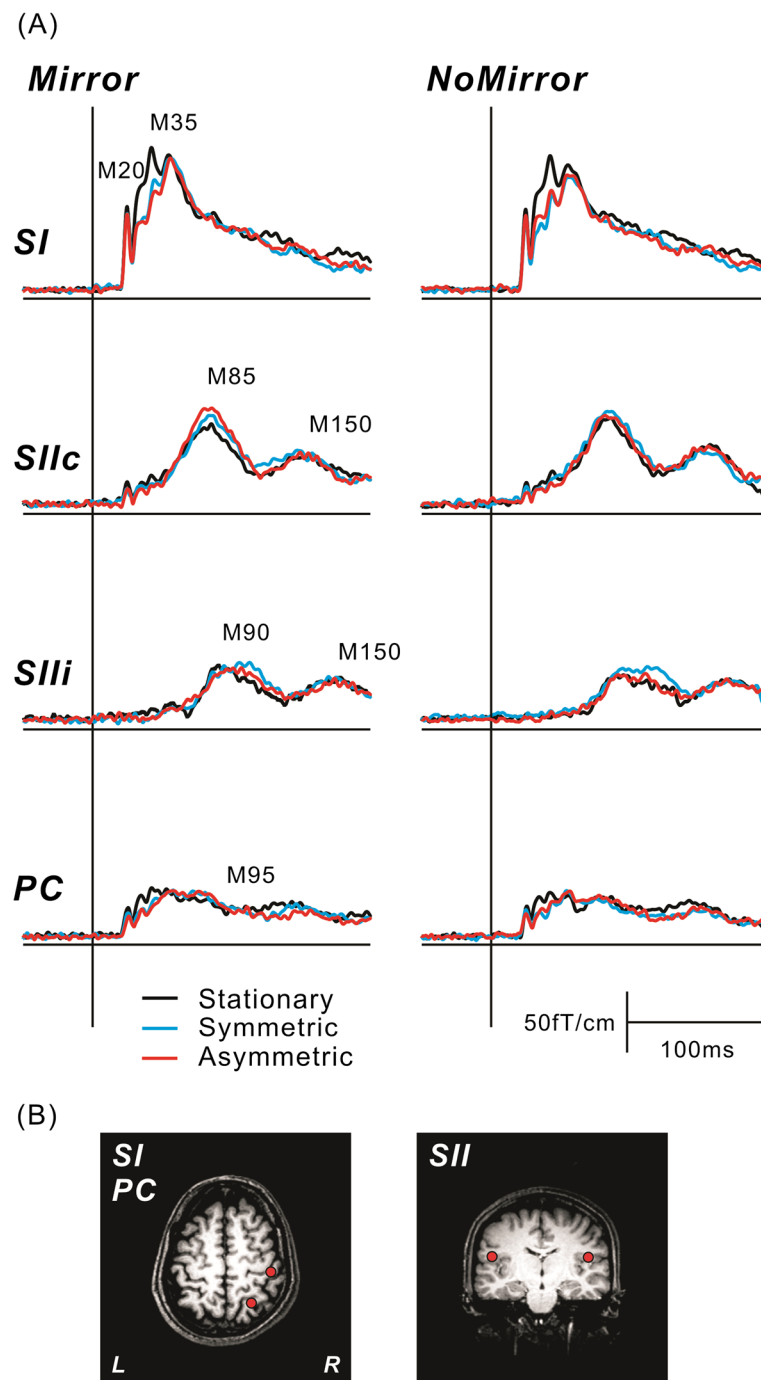 (A)
Mirror
NoMirror
M35
M20
SI
M85
M150
SIIc
M90
M150
SIIi
PC
M95
Stationary
Symmetric
Asymmetric
50fT/cm
100ms
(B)
SI
PC
SII
L
R